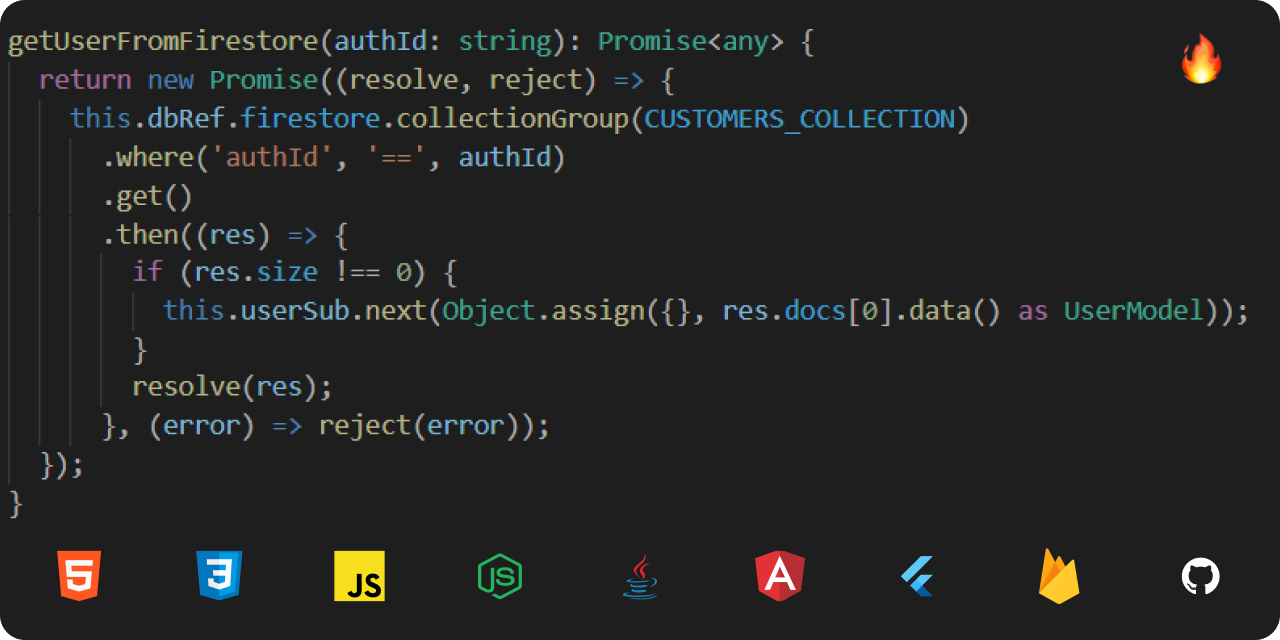 getUserFromFirestore(authId: string): Promise<any> {
  return new Promise((resolve, reject) => {
    this.dbRef.firestore.collectionGroup(CUSTOMERS_COLLECTION)
      .where('authId', '==', authId)
      .get()
      .then((res) => {
        if (res.size !== 0) {
          this.userSub.next(Object.assign({}, res.docs[0].data() as UserModel));
        }
        resolve(res);
      }, (error) => reject(error));
  });
}
5 3 JS JS A